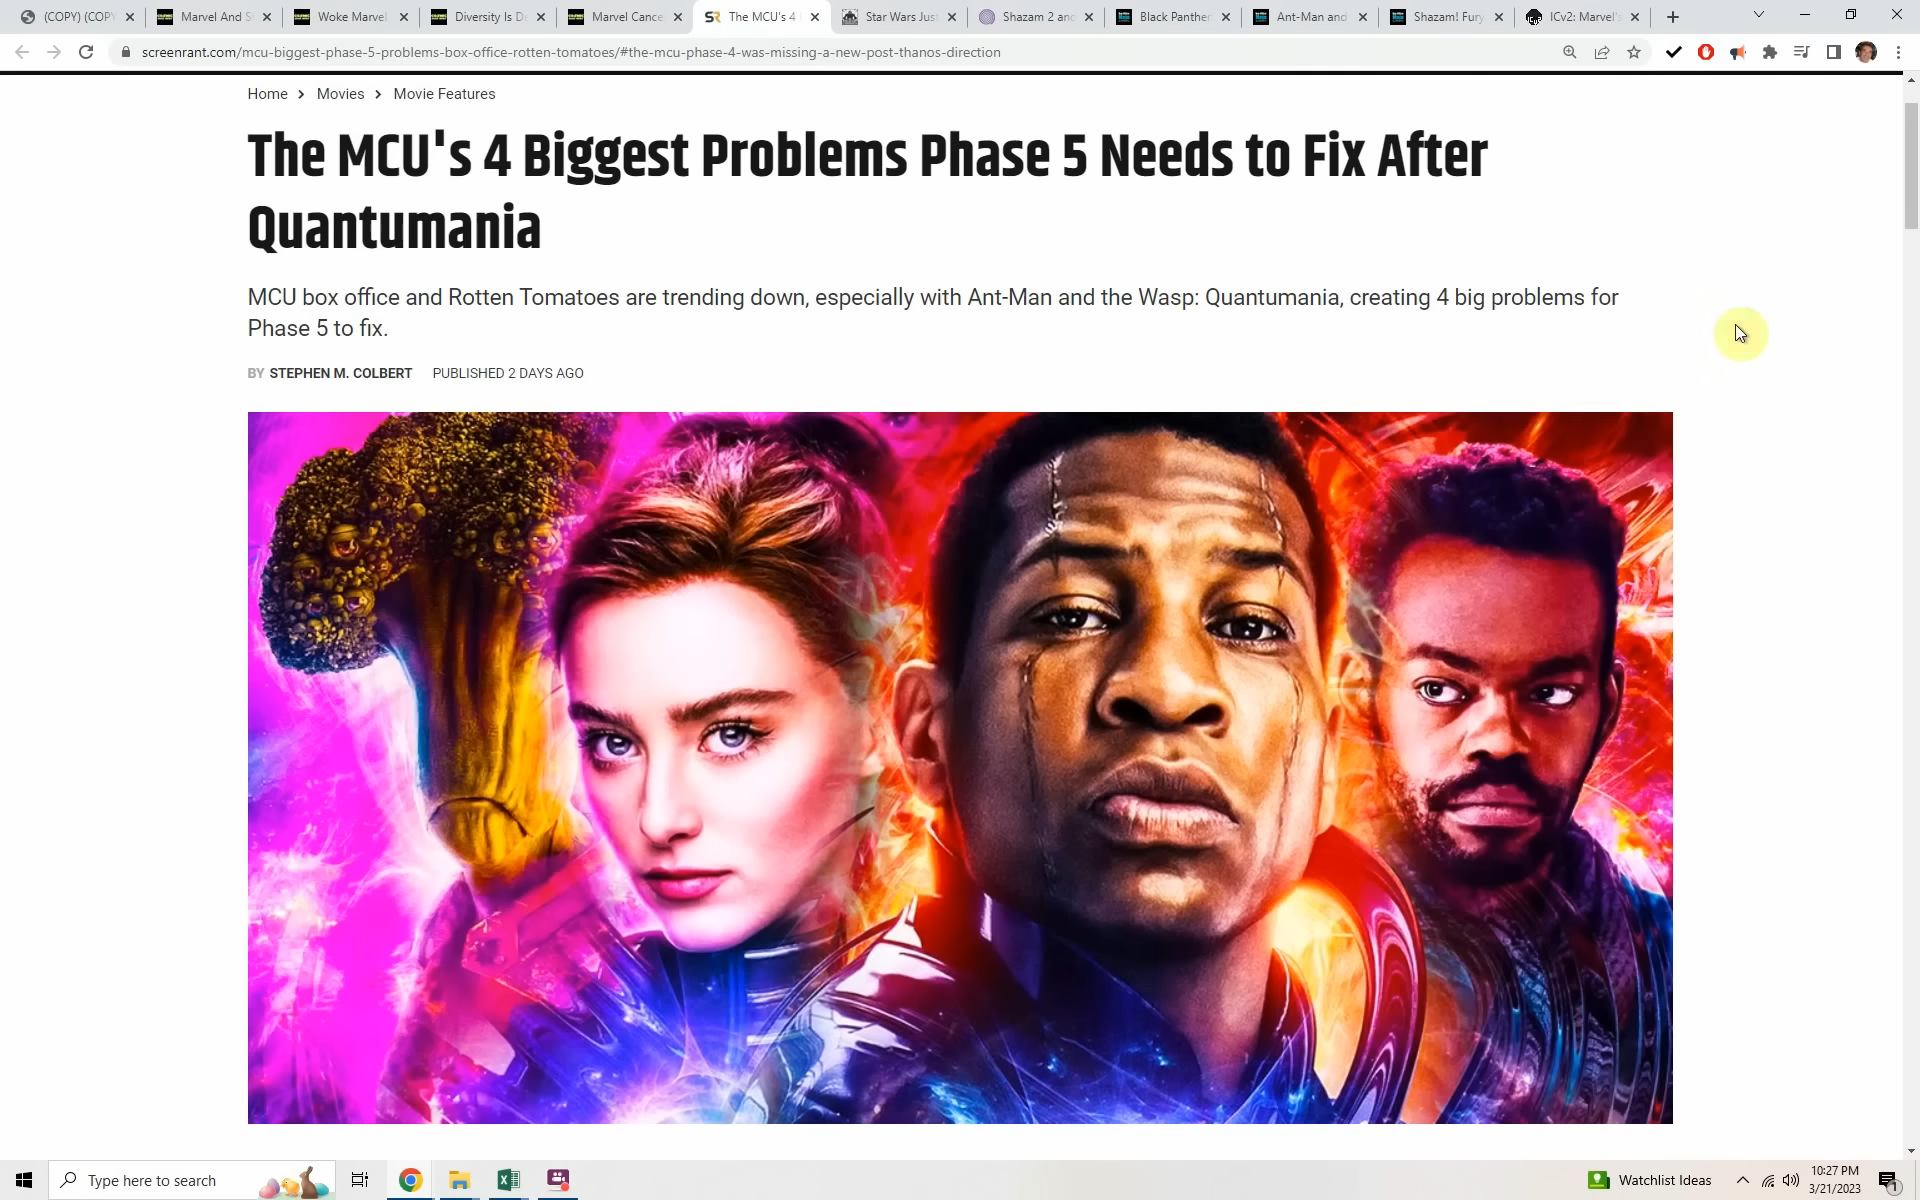 (COPY) (COP
Marvel And S
Woke Marvel
Diversity Is D
Marvel Cance
SR The MCU's 4
Star Wars Jus
Shazam 2 and
Black Panther
Ant-Man and
Shazam! Fury
ICv2: Marvel's
screenrant.com/mcu-biggest-phase-5-problems-box-office-rotten-tomatoes/#the-mcu-phase-4-was-missing-a-new-post-thanos-direction
Home > Movies > Movie Features
The MCU's 4 Biggest Problems Phase 5 Needs to Fix After
Quantumania
MCU box office and Rotten Tomatoes are trending down, especially with Ant-Man and the Wasp: Quantumania, creating 4 big problems for
Phase 5 to fix.
BY STEPHEN M. COLBERT PUBLISHED 2 DAYS AGO
Type here to search
Watchlist Ideas
10:27 PM
3/21/2023
1